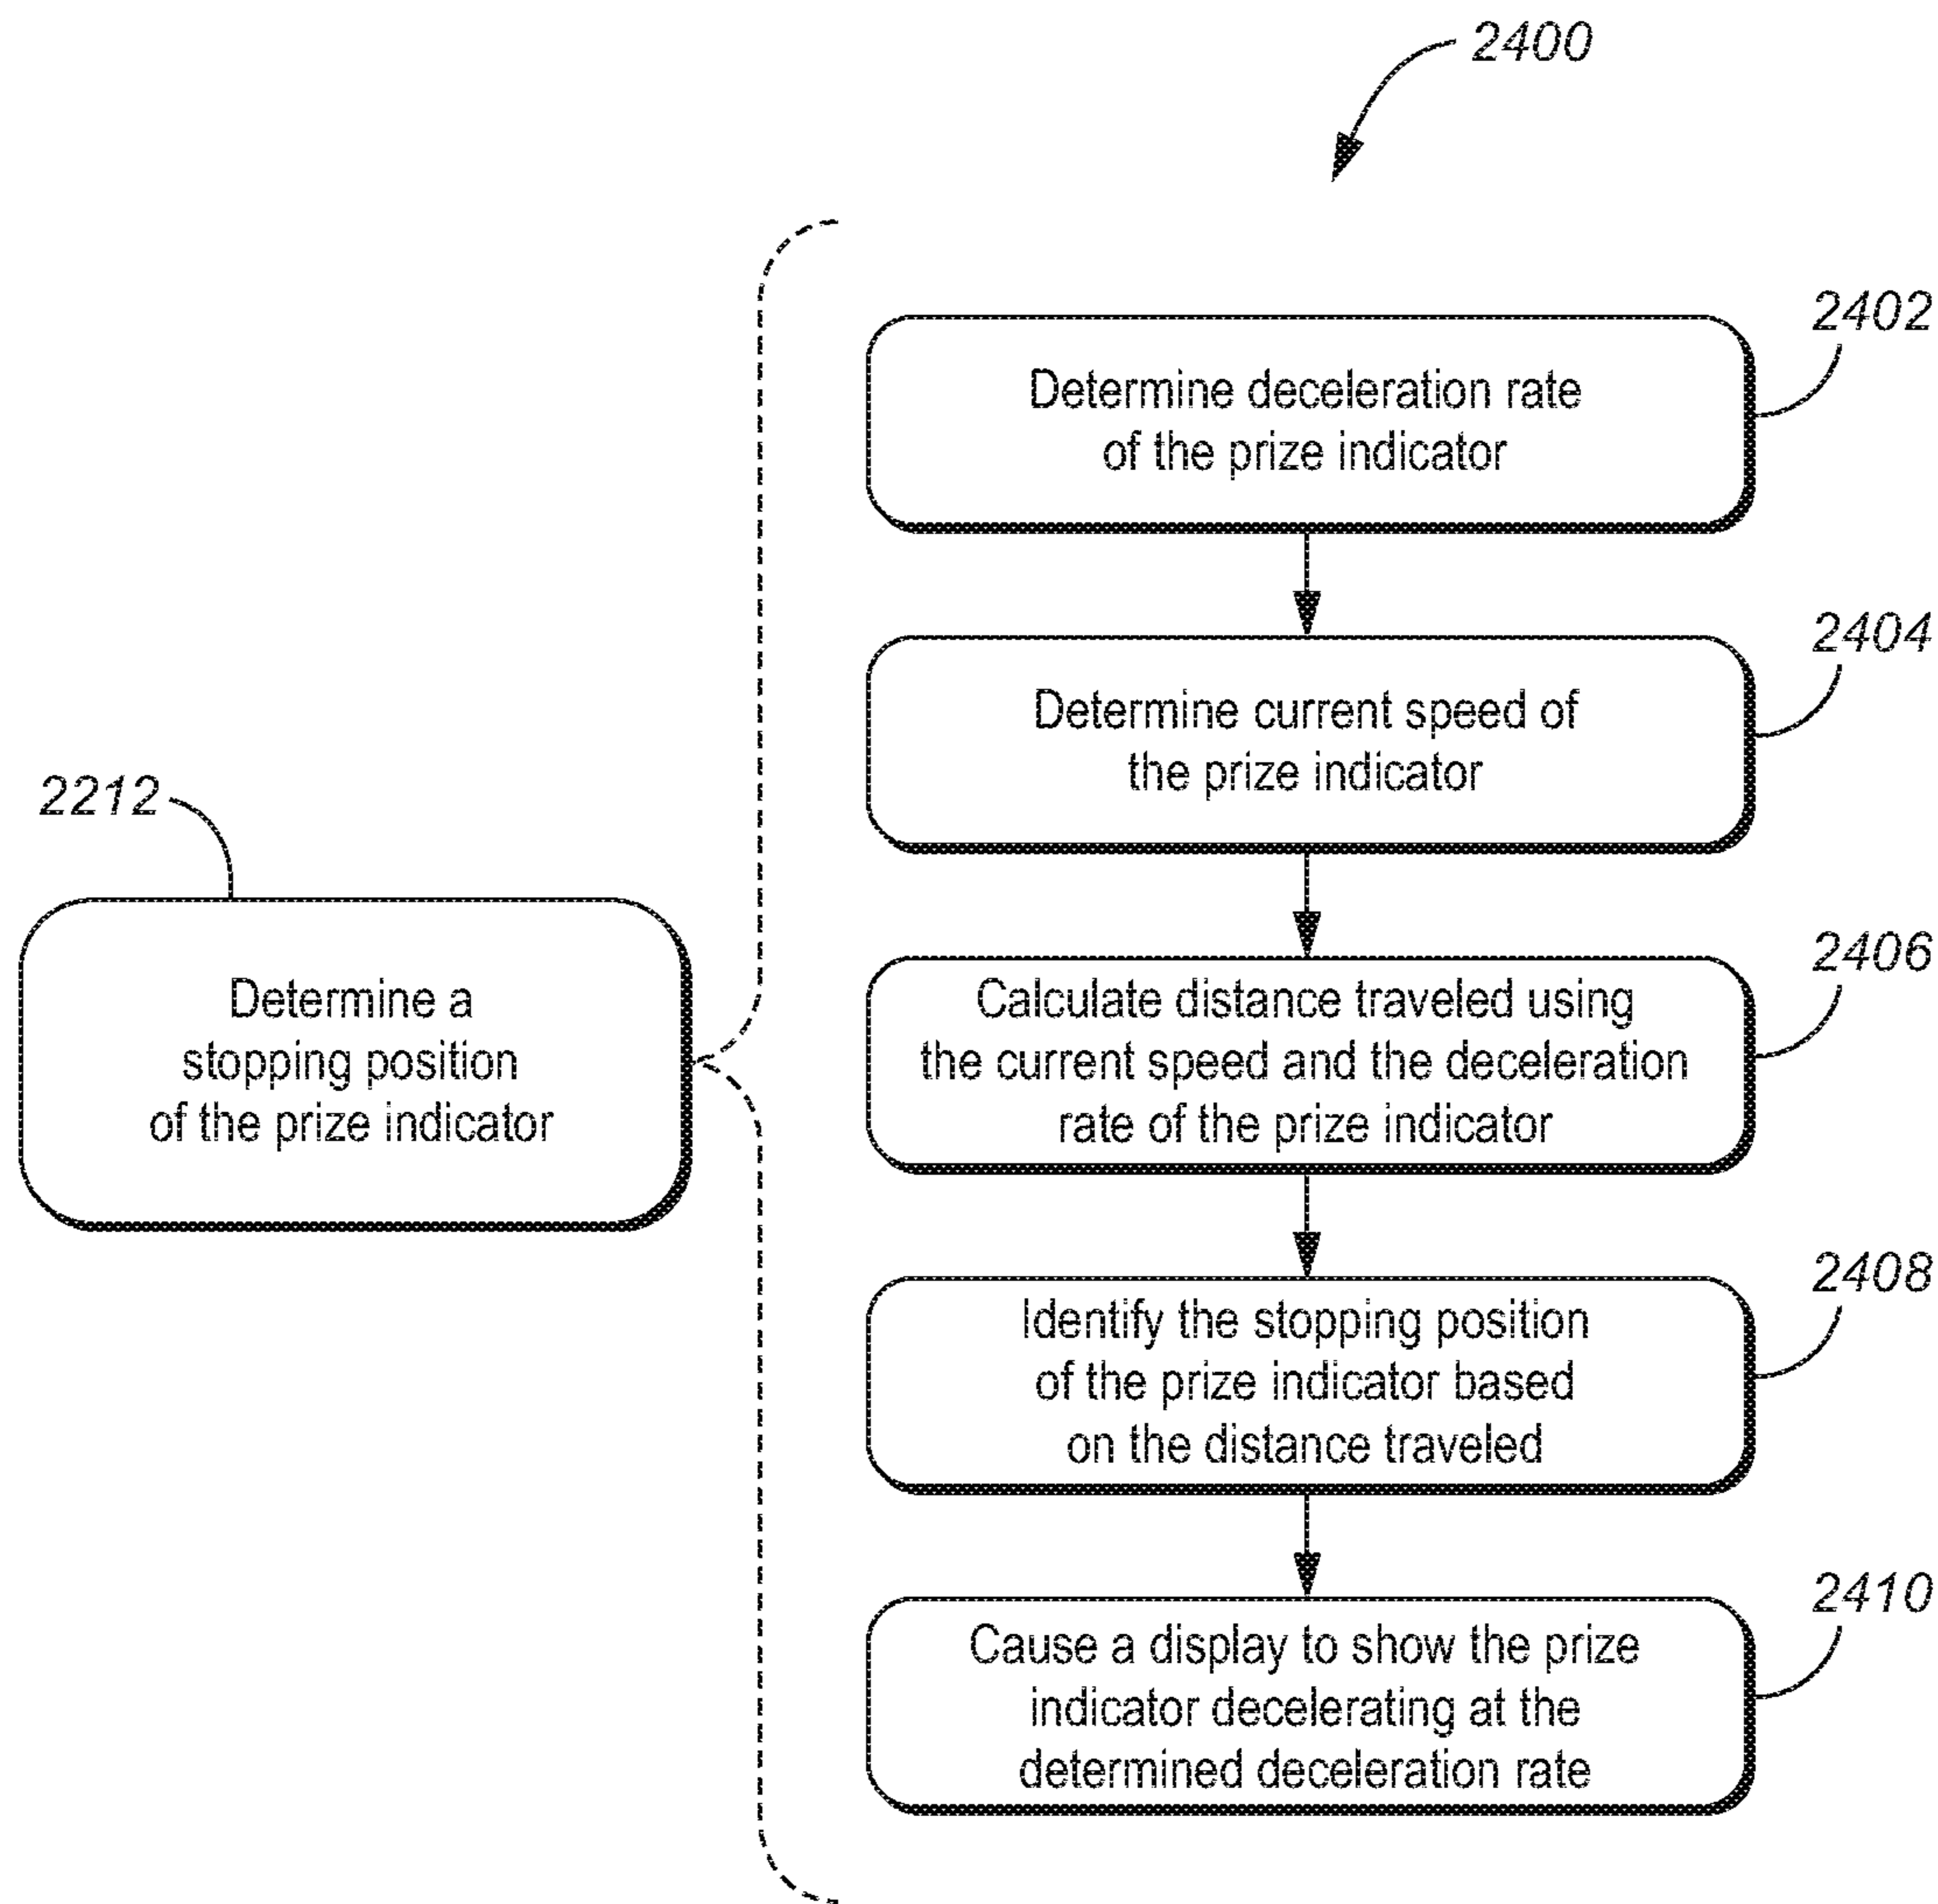 2400
2402
Determine deceleration rate
of the prize indicator
2404
Determine current speed of
the prize indicator
2212
Determine a
stopping position
of the prize indicator
2406
Calculate distance traveled using
the current speed and the deceleration
rate of the prize indicator
2408
Identify the stopping position
of the prize indicator based
on the distance traveled
2410
Cause a display to show the prize
indicator decelerating at the
determined deceleration rate